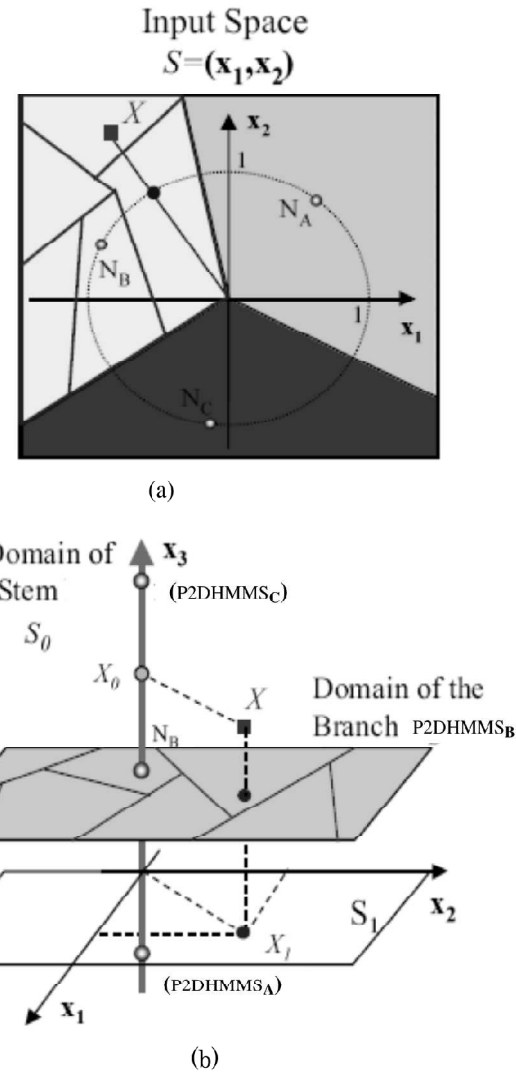 Input Space
S=(x1,x2)
X
x2
1
NA
NB
1
x1
NC
(a)
Domain of
Stem
S0
x3
(P2DHMMSC)
X0
X
Domain of the
Branch P2DHMMSB
NB
S1
x2
X1
(P2DHMMSA)
x1
(b)